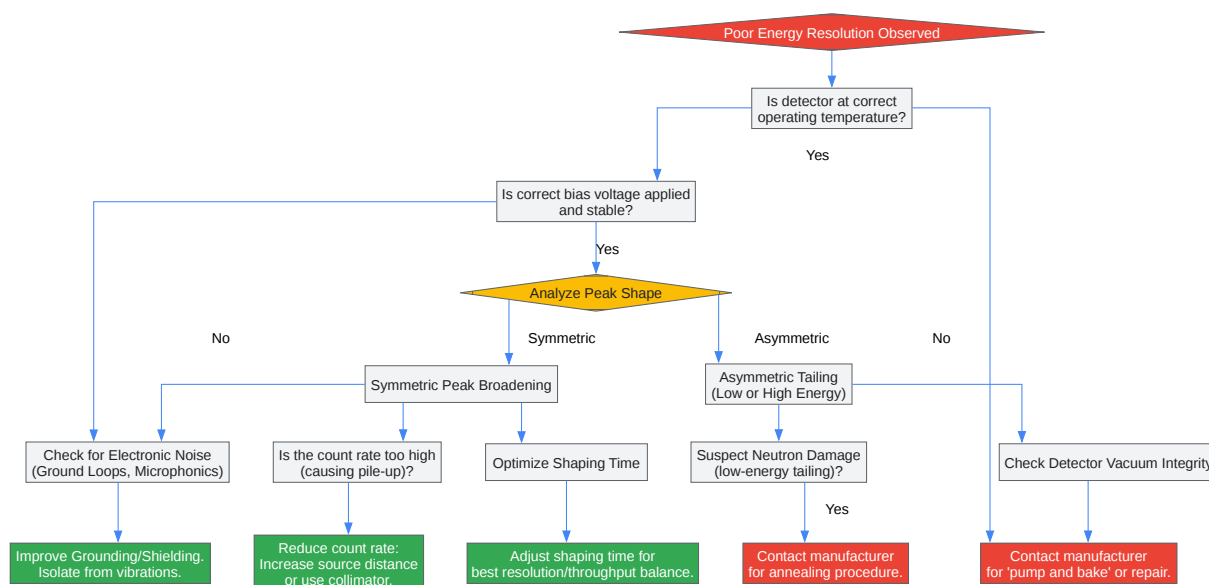 Poor Energy Resolution Observed
Is detector at correct
operating temperature?
Yes
Is correct bias voltage applied
and stable?
Yes
Analyze Peak Shape
No
Symmetric
Asymmetric
No
Symmetric Peak Broadening
Asymmetric Tailing
(Low or High Energy)
Check for Electronic Noise
(Ground Loops, Microphonics)
Is the count rate too high
(causing pile-up)?
Optimize Shaping Time
Suspect Neutron Damage
(low-energy tailing)?
Check Detector Vacuum Integrity
Yes
Improve Grounding/Shielding.
Isolate from vibrations.
Reduce count rate:
Increase source distance
or use collimator.
Adjust shaping time for
best resolution/throughput balance.
Contact manufacturer
for annealing procedure.
Contact manufacturer
for 'pump and bake' or repair.